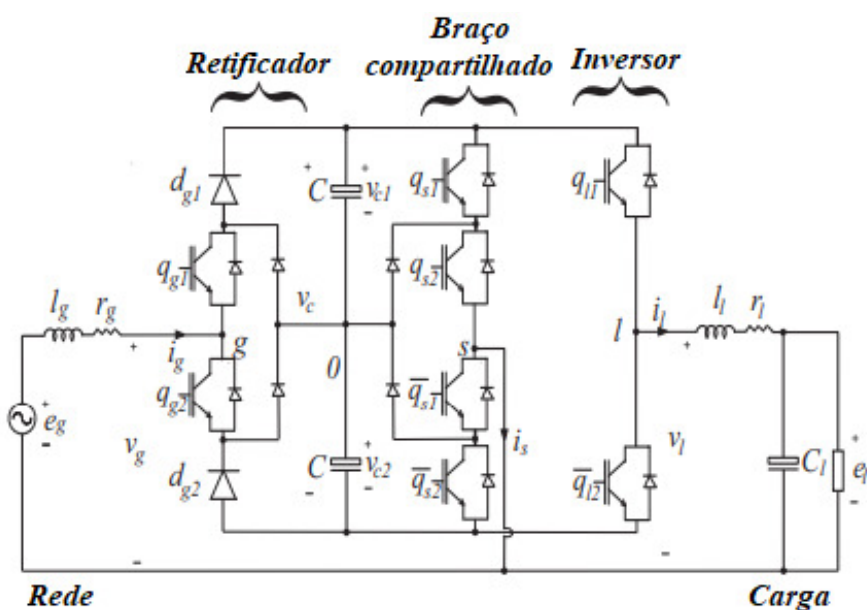 Braço
compartilhado
Retificador
Inversor
d_g1
C
v_c1
q_s1
q_l1
q_g1
q_s2
l_g
r_g
v_c
l
i_l
l_l
r_l
i_g
g
0
s
q_g2
q̅_s1
e_g
v_g
i_s
v_l
C_l
e_l
d_g2
C
v_c2
q̅_s2
q̅_l2
Rede
Carga